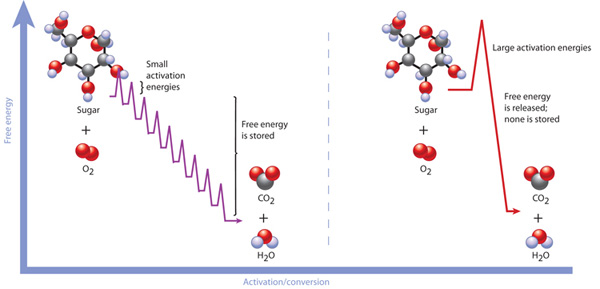 Free energy
Sugar
+
O2
Small
activation
energies
Free energy
is stored
CO2
+
H2O
Sugar
+
O2
Large activation energies
Free energy
is released;
none is stored
CO2
+
H2O
Activation/conversion